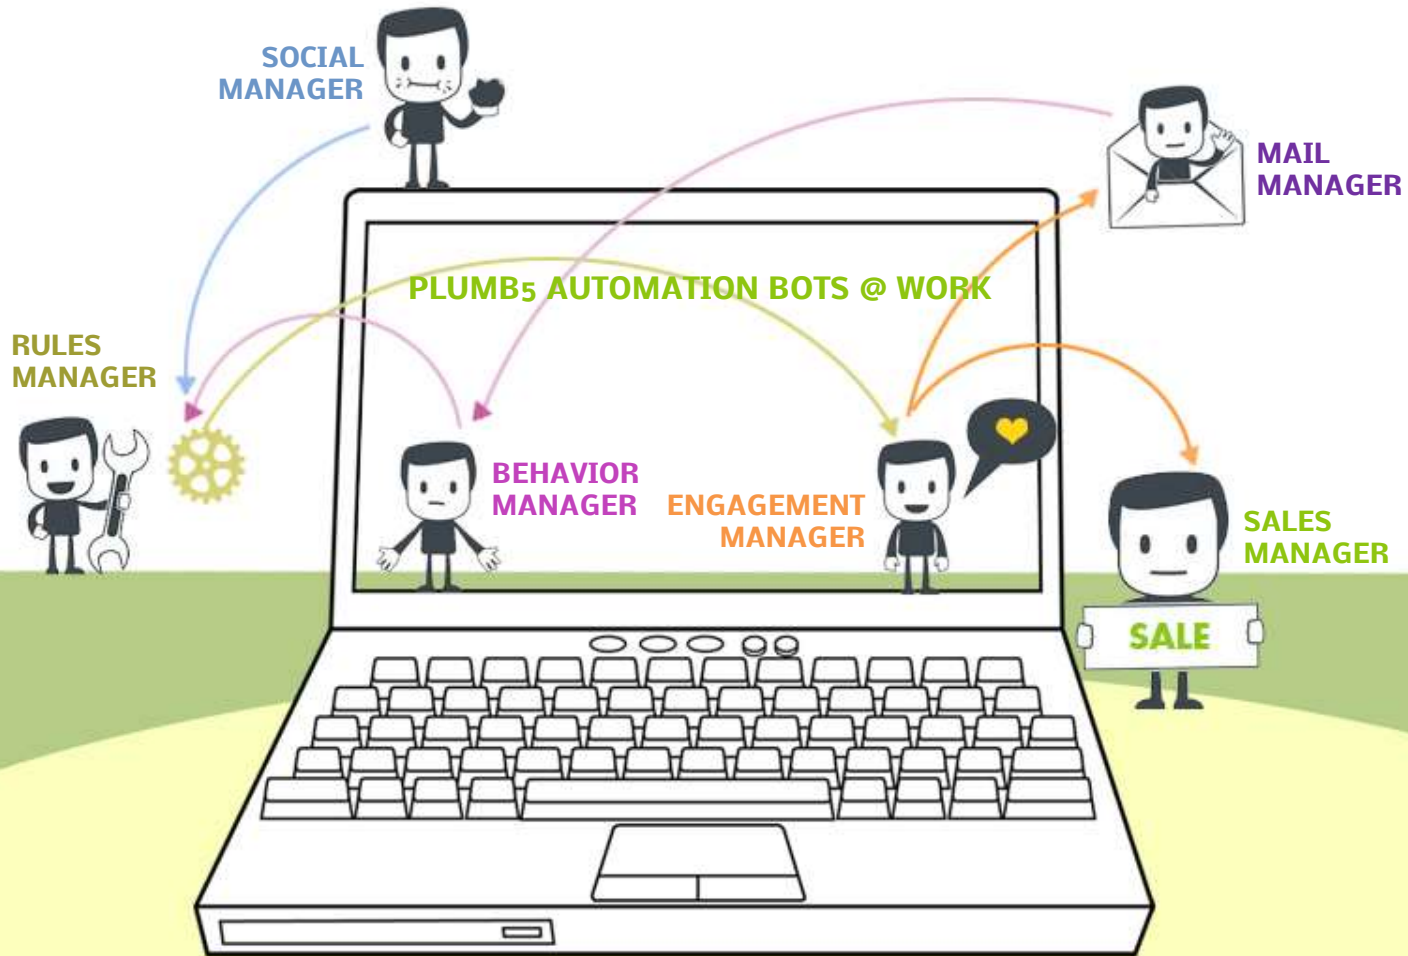 SOCIAL
MANAGER
MAIL
MANAGER
PLUMB5 AUTOMATION BOTS @ WORK
RULES
MANAGER
BEHAVIOR
MANAGER
ENGAGEMENT
MANAGER
SALES
MANAGER
SALE